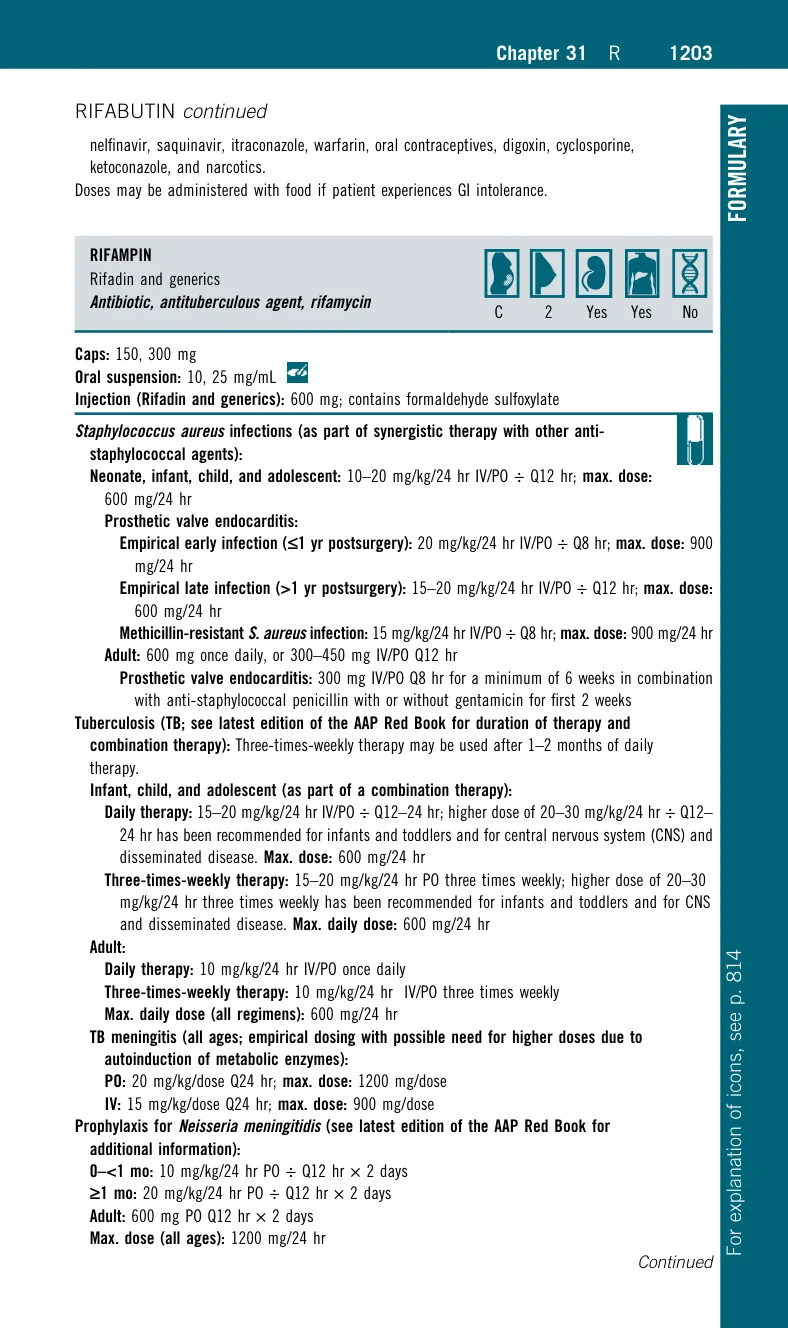 Chapter 31 R 1203
RIFABUTIN continued
nelfinavir, saquinavir, itraconazole, warfarin, oral contraceptives, digoxin, cyclosporine,
ketoconazole, and narcotics.
Doses may be administered with food if patient experiences GI intolerance.
RIFAMPIN
Rifadin and generics
Antibiotic, antituberculous agent, rifamycin
C 2 Yes Yes No
Caps: 150, 300 mg
Oral suspension: 10, 25 mg/mL
Injection (Rifadin and generics): 600 mg; contains formaldehyde sulfoxylate
Staphylococcus aureus infections (as part of synergistic therapy with other anti-
staphylococcal agents):
Neonate, infant, child, and adolescent: 10–20 mg/kg/24 hr IV/PO ÷ Q12 hr; max. dose:
600 mg/24 hr
Prosthetic valve endocarditis:
Empirical early infection (≤1 yr postsurgery): 20 mg/kg/24 hr IV/PO ÷ Q8 hr; max. dose: 900
mg/24 hr
Empirical late infection (>1 yr postsurgery): 15–20 mg/kg/24 hr IV/PO ÷ Q12 hr; max. dose:
600 mg/24 hr
Methicillin-resistant S. aureus infection: 15 mg/kg/24 hr IV/PO ÷ Q8 hr; max. dose: 900 mg/24 hr
Adult: 600 mg once daily, or 300–450 mg IV/PO Q12 hr
Prosthetic valve endocarditis: 300 mg IV/PO Q8 hr for a minimum of 6 weeks in combination
with anti-staphylococcal penicillin with or without gentamicin for first 2 weeks
Tuberculosis (TB; see latest edition of the AAP Red Book for duration of therapy and
combination therapy): Three-times-weekly therapy may be used after 1–2 months of daily
therapy.
Infant, child, and adolescent (as part of a combination therapy):
Daily therapy: 15–20 mg/kg/24 hr IV/PO ÷ Q12–24 hr; higher dose of 20–30 mg/kg/24 hr ÷ Q12–
24 hr has been recommended for infants and toddlers and for central nervous system (CNS) and
disseminated disease. Max. dose: 600 mg/24 hr
Three-times-weekly therapy: 15–20 mg/kg/24 hr PO three times weekly; higher dose of 20–30
mg/kg/24 hr three times weekly has been recommended for infants and toddlers and for CNS
and disseminated disease. Max. daily dose: 600 mg/24 hr
Adult:
Daily therapy: 10 mg/kg/24 hr IV/PO once daily
Three-times-weekly therapy: 10 mg/kg/24 hr IV/PO three times weekly
Max. daily dose (all regimens): 600 mg/24 hr
TB meningitis (all ages; empirical dosing with possible need for higher doses due to
autoinduction of metabolic enzymes):
PO: 20 mg/kg/dose Q24 hr; max. dose: 1200 mg/dose
IV: 15 mg/kg/dose Q24 hr; max. dose: 900 mg/dose
Prophylaxis for Neisseria meningitidis (see latest edition of the AAP Red Book for
additional information):
0–<1 mo: 10 mg/kg/24 hr PO ÷ Q12 hr × 2 days
≥1 mo: 20 mg/kg/24 hr PO ÷ Q12 hr × 2 days
Adult: 600 mg PO Q12 hr × 2 days
Max. dose (all ages): 1200 mg/24 hr
Continued
FORMULARY
For explanation of icons, see p. 814